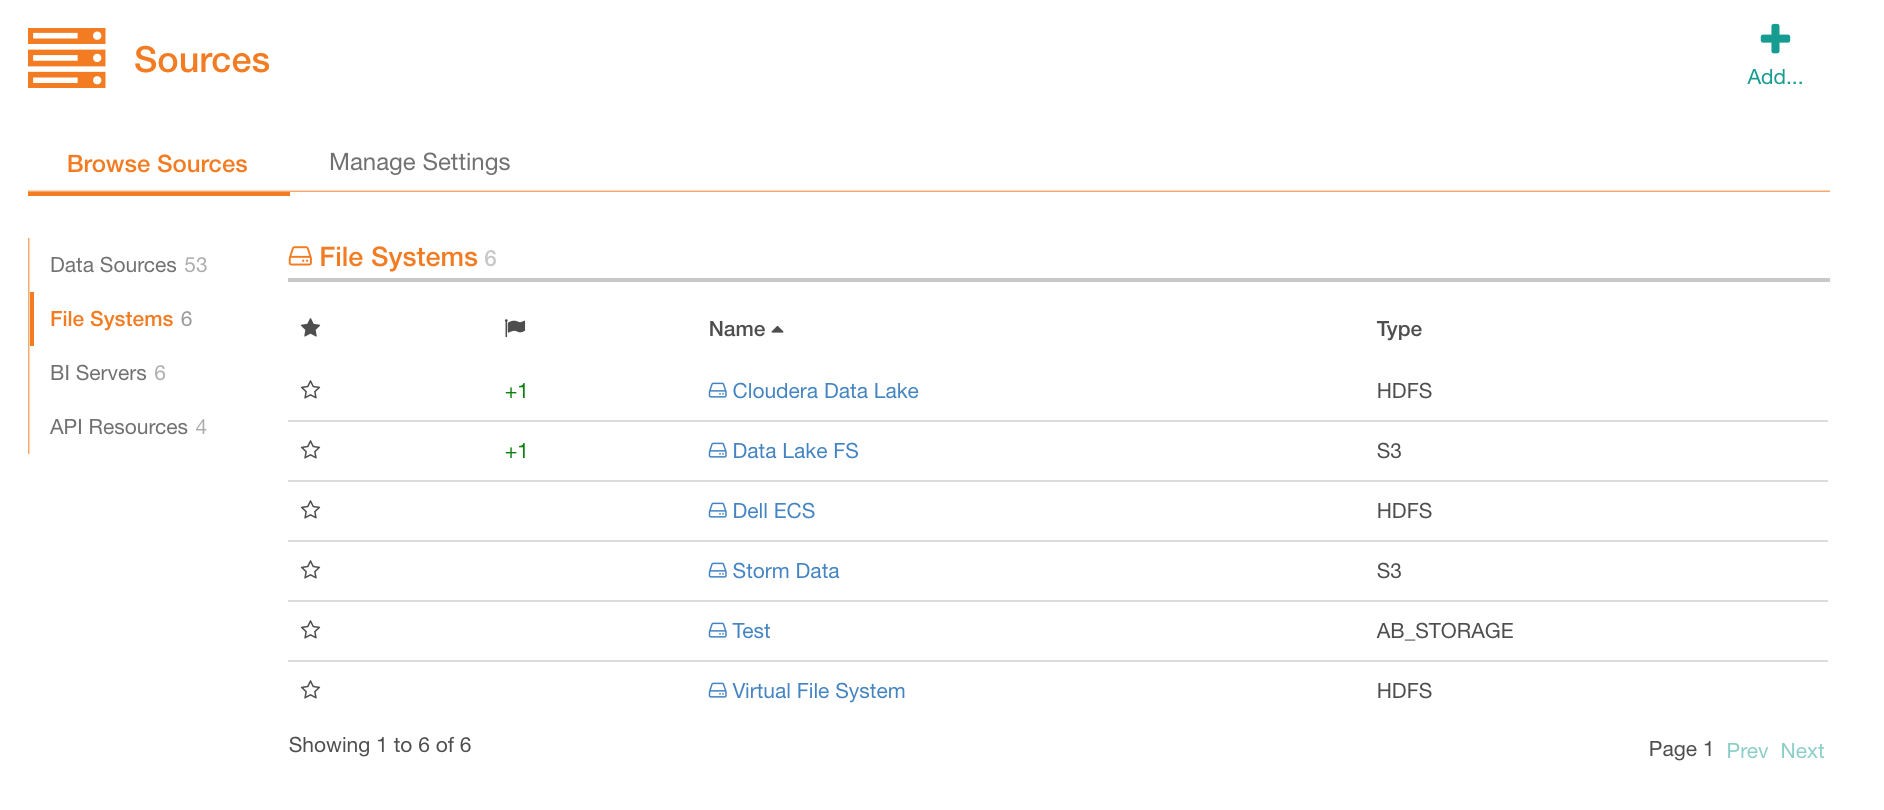 Sources
Add...
Browse Sources Manage Settings
Data Sources 53
File Systems 6
BI Servers 6
API Resources 4
File Systems 6
Name Type
+1 Cloudera Data Lake HDFS
+1 Data Lake FS S3
Dell ECS HDFS
Storm Data S3
Test AB_STORAGE
Virtual File System HDFS
Showing 1 to 6 of 6
Page 1 Prev Next